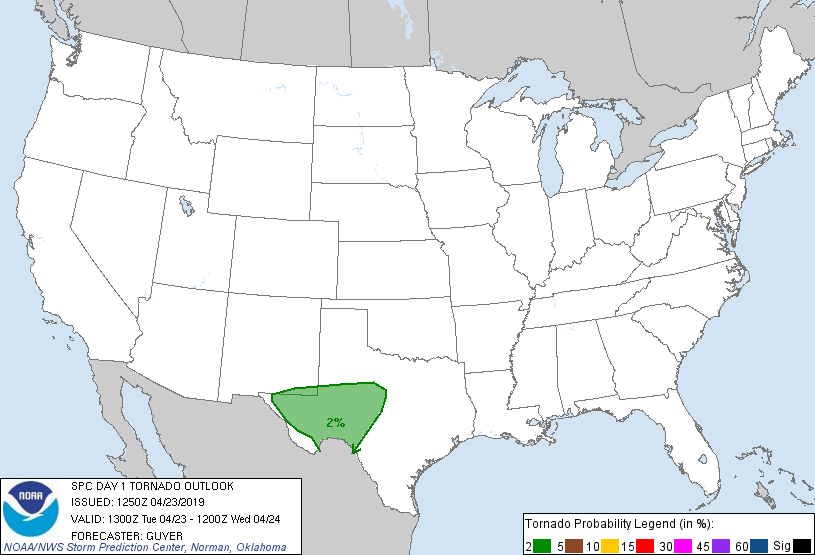 2%
SPC DAY 1 TORNADO OUTLOOK
ISSUED: 1250Z 04/23/2019
VALID: 1300Z Tue 04/23 - 1200Z Wed 04/24
FORECASTER: GUYER
NOAA/NWS Storm Prediction Center, Norman, Oklahoma
NOAA
Tornado Probability Legend (in %):
2 5 10 15 30 45 60 Sig